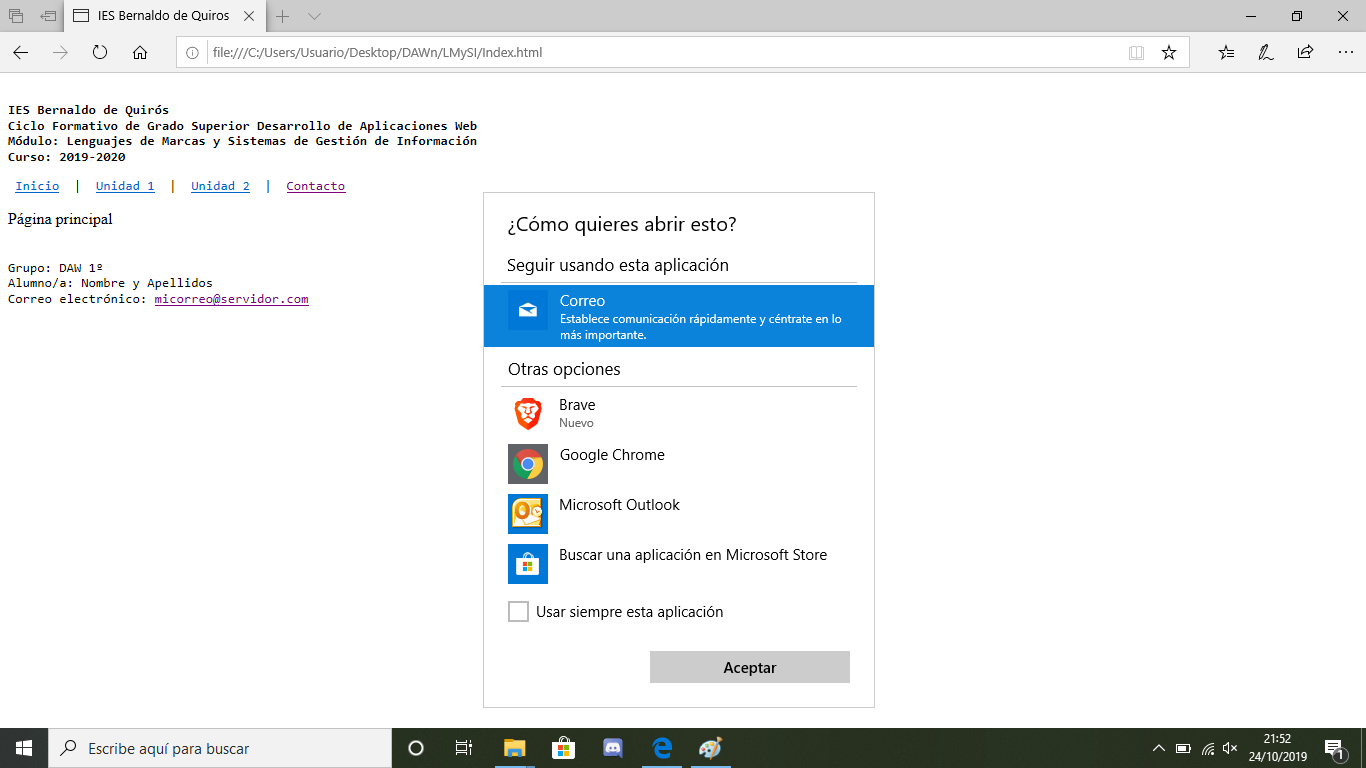 IES Bernaldo de Quiros
file:///C:/Users/Usuario/Desktop/DAWn/LMySI/Index.html
IES Bernaldo de Quirós
Ciclo Formativo de Grado Superior Desarrollo de Aplicaciones Web
Módulo: Lenguajes de Marcas y Sistemas de Gestión de Información
Curso: 2019-2020
Inicio | Unidad 1 | Unidad 2 | Contacto
Página principal
Grupo: DAW 1º
Alumno/a: Nombre y Apellidos
Correo electrónico: micorreo@servidor.com
¿Cómo quieres abrir esto?
Seguir usando esta aplicación
Correo
Establece comunicación rápidamente y céntrate en lo
más importante.
Otras opciones
Brave
Nuevo
Google Chrome
Microsoft Outlook
Buscar una aplicación en Microsoft Store
Usar siempre esta aplicación
Aceptar
Escribe aquí para buscar
21:52
24/10/2019
1